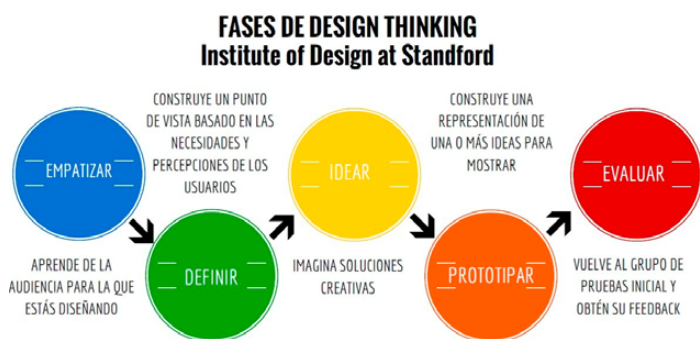 FASES DE DESIGN THINKING
Institute of Design at Standford
EMPATIZAR
APRENDE DE LA
AUDIENCIA PARA LA QUE
ESTÁS DISEÑANDO
CONSTRUYE UN PUNTO
DE VISTA BASADO EN LAS
NECESIDADES Y
PERCEPCIONES DE LOS
USUARIOS
DEFINIR
IDEAR
IMAGINA SOLUCIONES
CREATIVAS
CONSTRUYE UNA
REPRESENTACIÓN DE
UNA O MÁS IDEAS PARA
MOSTRAR
PROTOTIPAR
EVALUAR
VUELVE AL GRUPO DE
PRUEBAS INICIAL Y
OBTÉN SU FEEDBACK